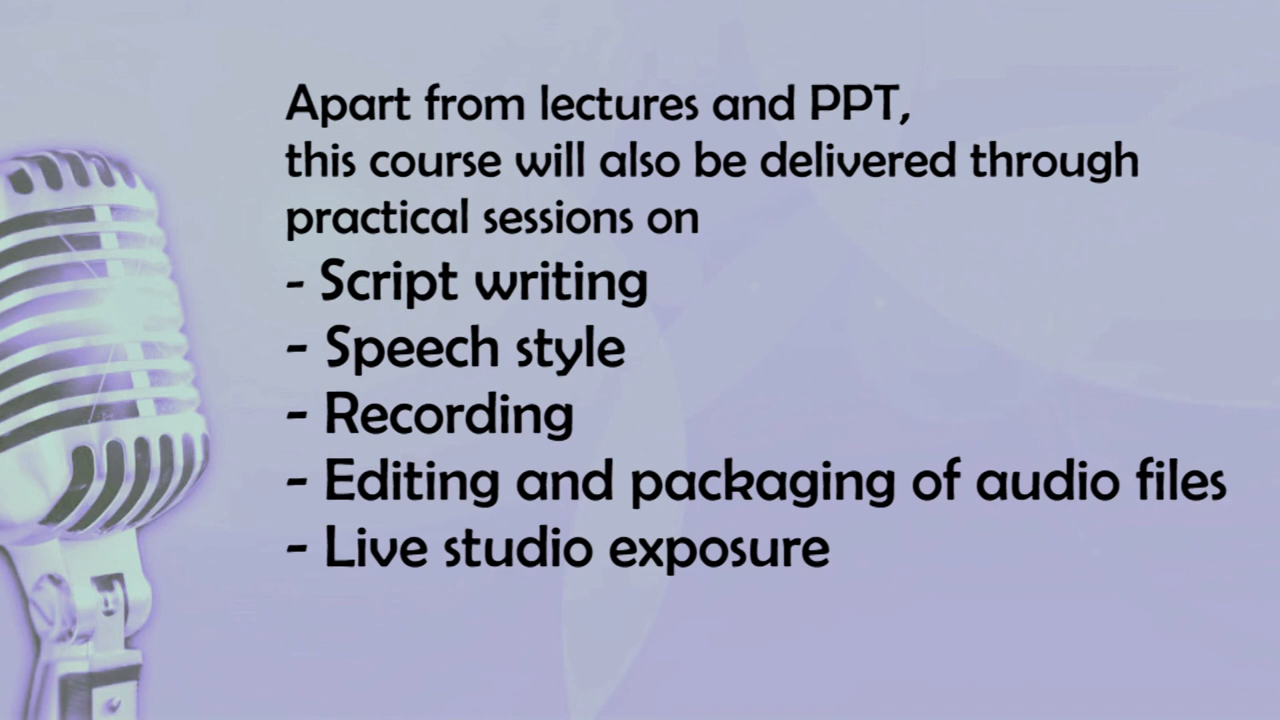 Apart from lectures and PPT,
this course will also be delivered through
practical sessions on
- Script writing
- Speech style
- Recording
- Editing and packaging of audio files
- Live studio exposure